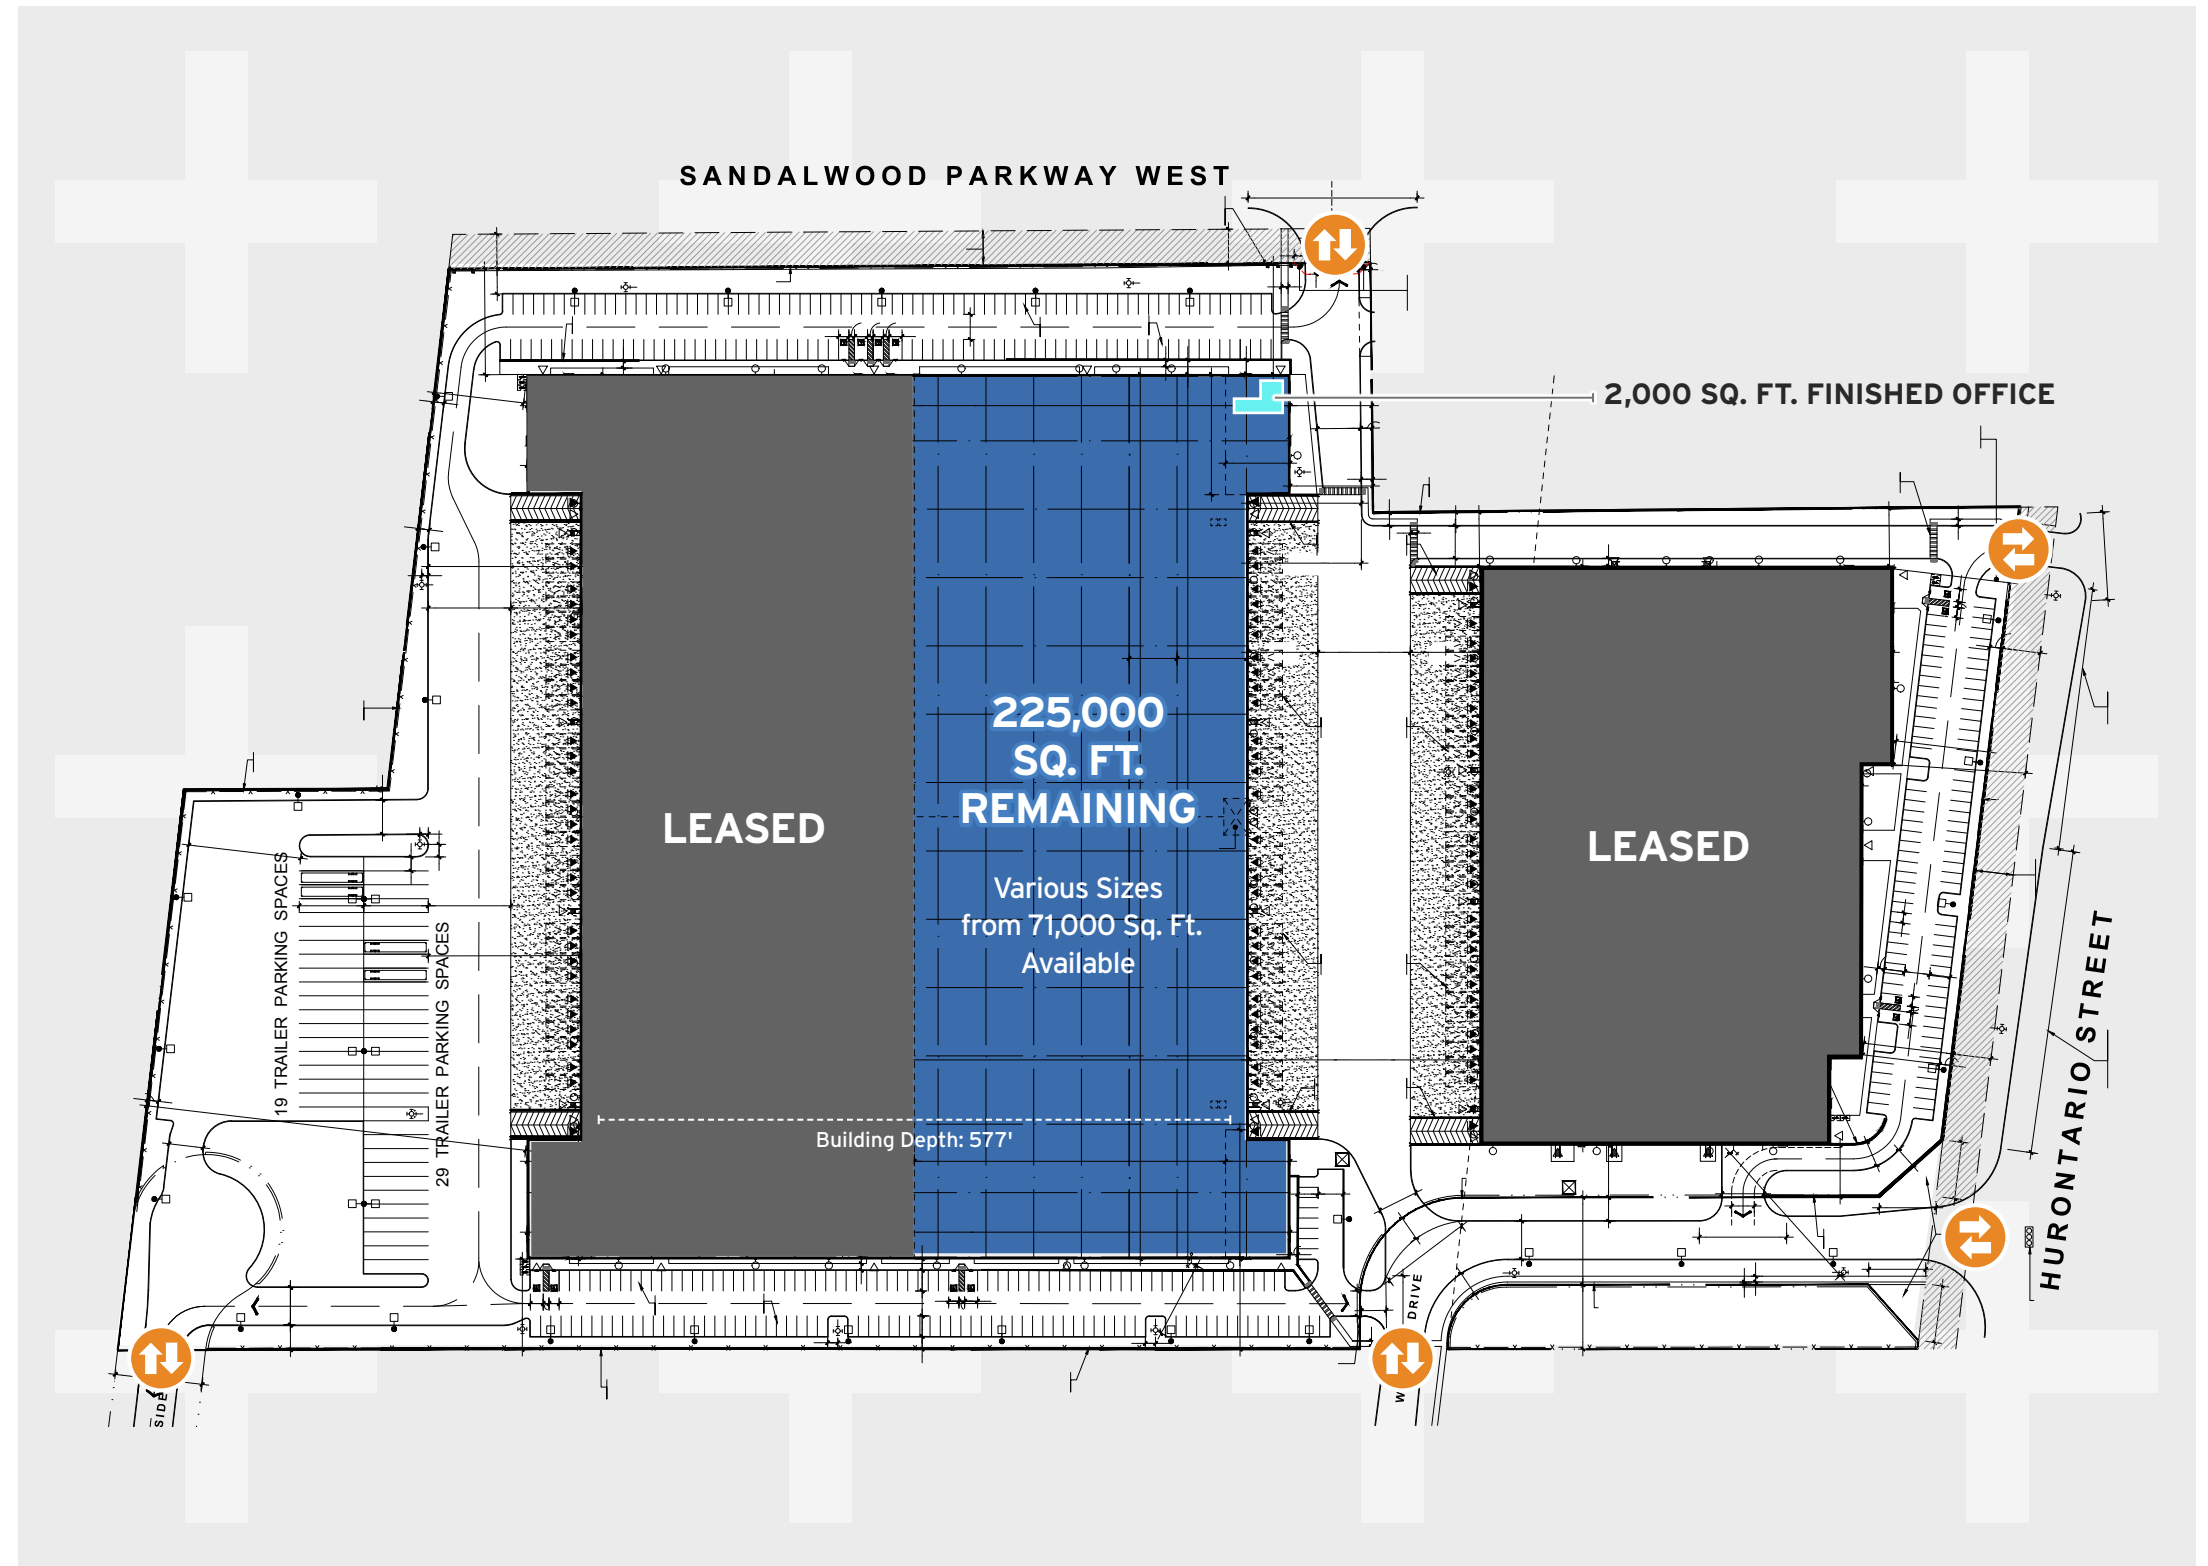 SANDALWOOD PARKWAY WEST
2,000 SQ. FT. FINISHED OFFICE
225,000
SQ. FT.
REMAINING
LEASED
LEASED
Various Sizes
from 71,000 Sq. Ft.
Available
19 TRAILER PARKING SPACES
29 TRAILER PARKING SPACES
Building Depth: 577'
HURONTARIO STREET
DRIVE
W
SIDE